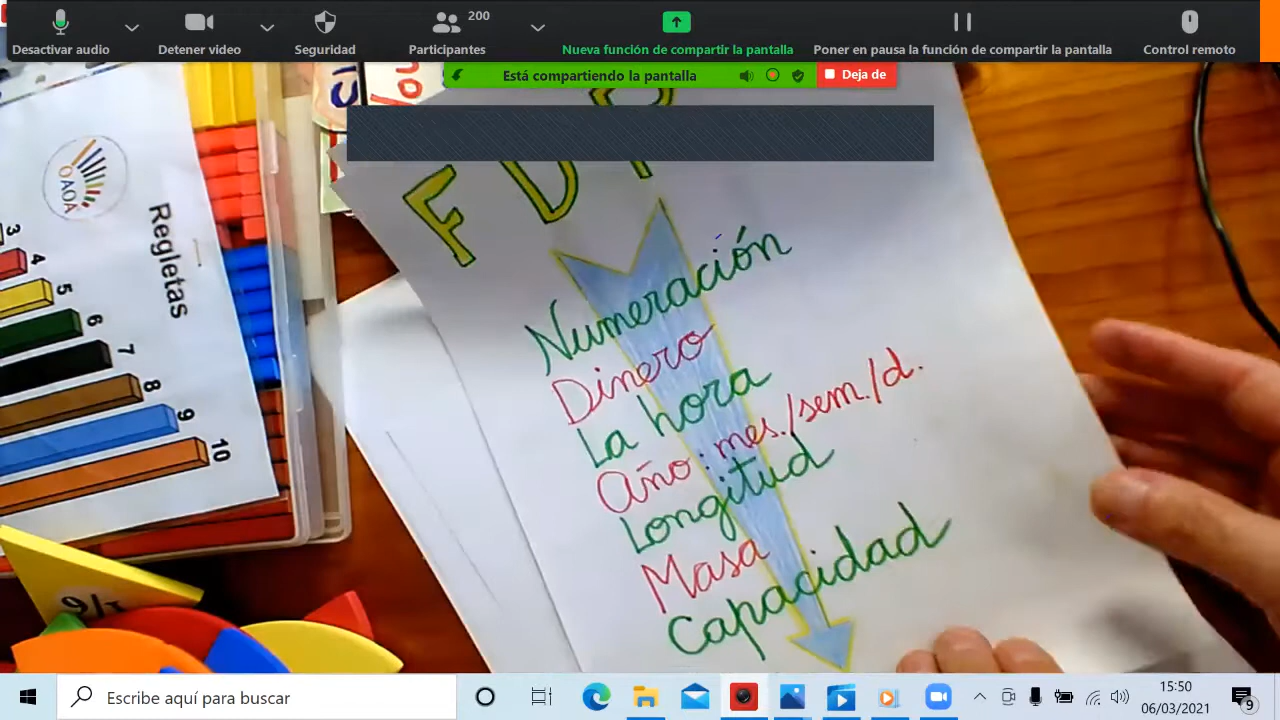 200
Desactivar audio
Detener video
Seguridad
Participantes
Nueva función de compartir la pantalla
Poner en pausa la función de compartir la pantalla
Control remoto
Está compartiendo la pantalla
Deja de
F D P
Numeración
Dinero
La hora
Año: mes./sem./d.
Longitud
Masa
Capacidad
OAOA
Regletas
3
4
5
6
7
8
9
10
Escribe aquí para buscar
15:50
06/03/2021
9